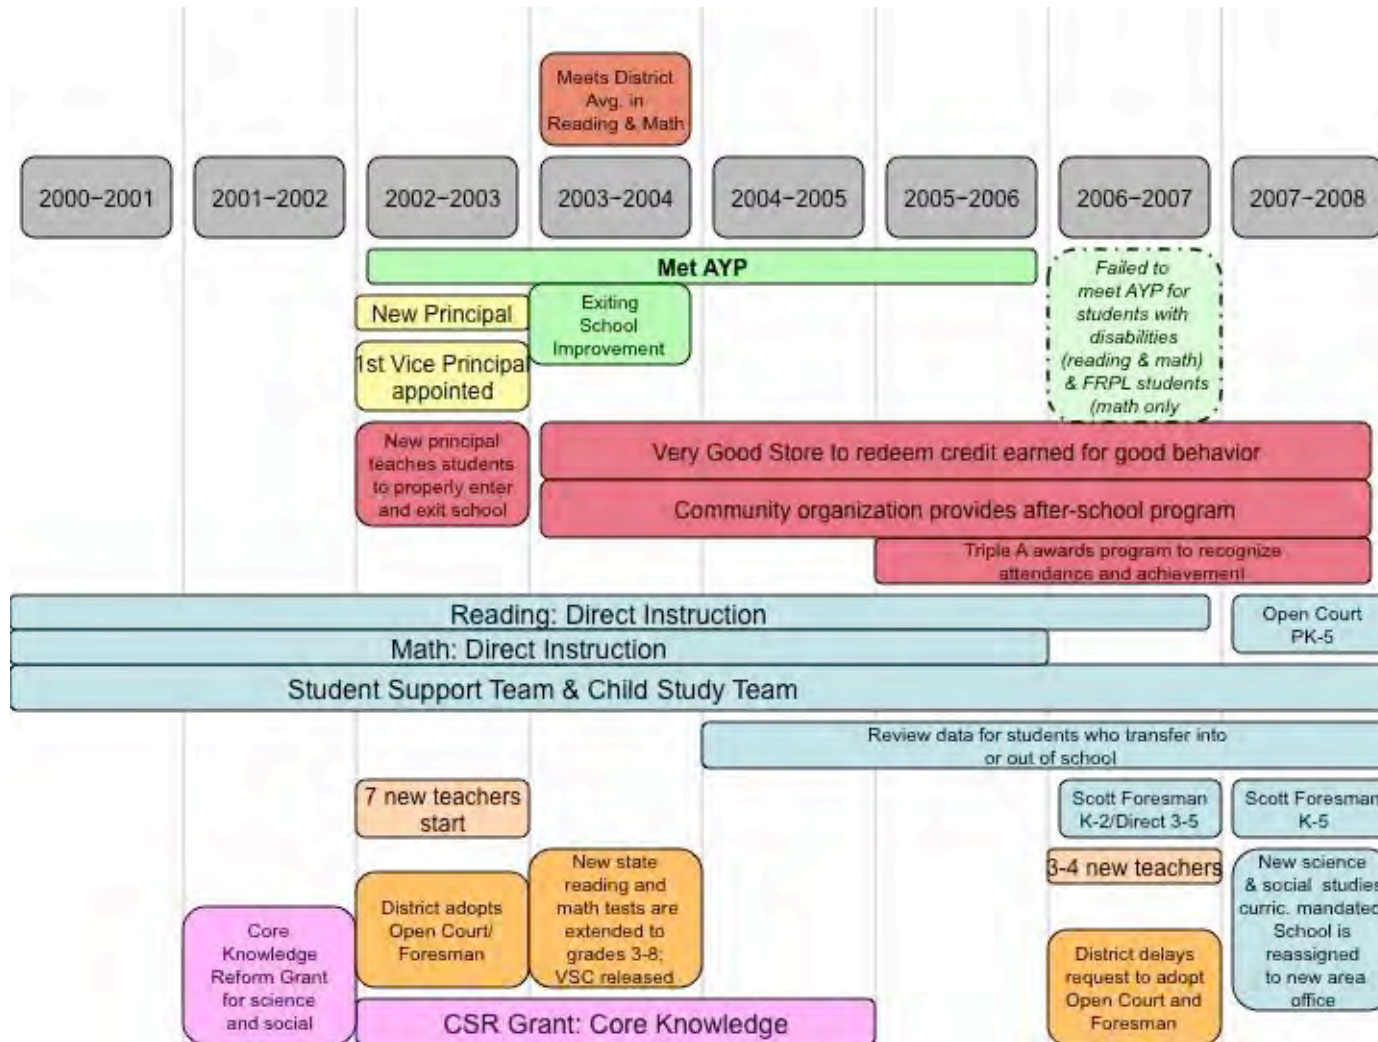 Meets District
Avg. in
Reading & Math
2000–2001
2001–2002
2002–2003
2003–2004
2004–2005
2005–2006
2006–2007
2007–2008
Met AYP
Failed to
meet AYP for
students with
disabilities
(reading & math)
& FRPL students
(math only
New Principal
Exiting
School
Improvement
1st Vice Principal
appointed
New principal
teaches students
to properly enter
and exit school
Very Good Store to redeem credit earned for good behavior
Community organization provides after-school program
Triple A awards program to recognize
attendance and achievement
Reading: Direct Instruction
Open Court
PK-5
Math: Direct Instruction
Student Support Team & Child Study Team
Review data for students who transfer into
or out of school
7 new teachers
start
Scott Foresman
K-2/Direct 3-5
Scott Foresman
K-5
3-4 new teachers
New state
reading and
math tests are
extended to
grades 3-8;
VSC released
New science
& social studies
curric. mandated
School is
reassigned
to new area
office
District adopts
Open Court/
Foresman
Core
Knowledge
Reform Grant
for science
and social
District delays
request to adopt
Open Court and
Foresman
CSR Grant: Core Knowledge